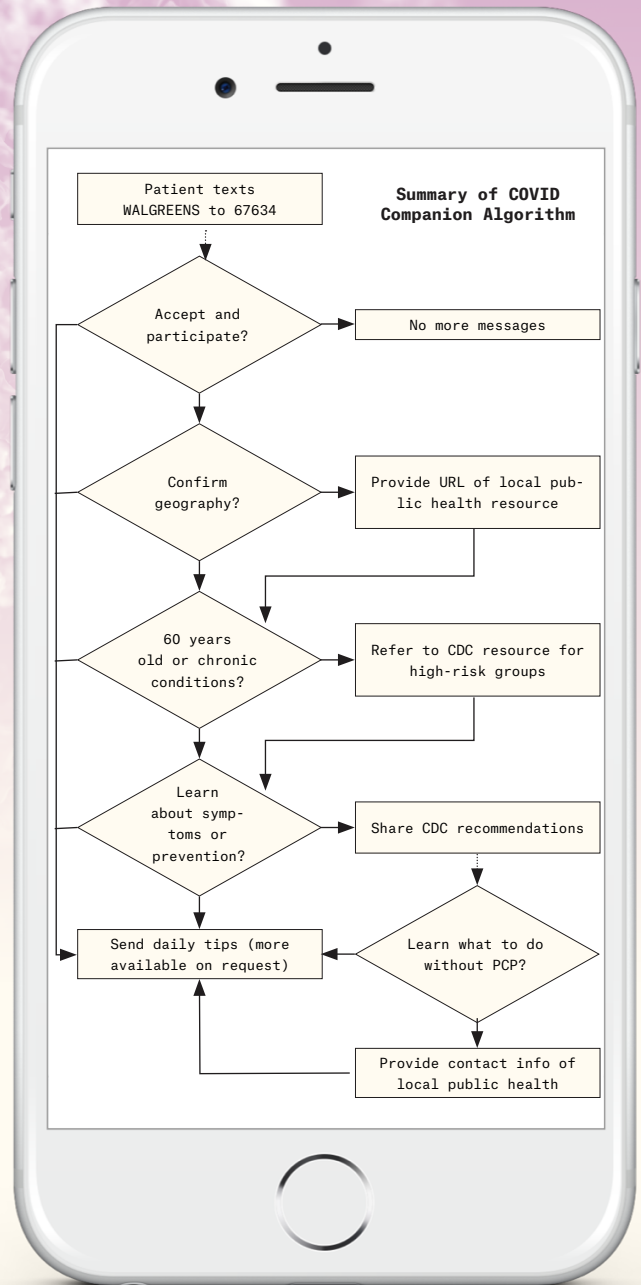 Patient texts
WALGREENS to 67634
Summary of COVID
Companion Algorithm
Accept and
participate?
No more messages
Confirm
geography?
Provide URL of local pub-
lic health resource
60 years
old or chronic
conditions?
Refer to CDC resource for
high-risk groups
Learn
about symp-
toms or
prevention?
Share CDC recommendations
Send daily tips (more
available on request)
Learn what to do
without PCP?
Provide contact info of
local public health